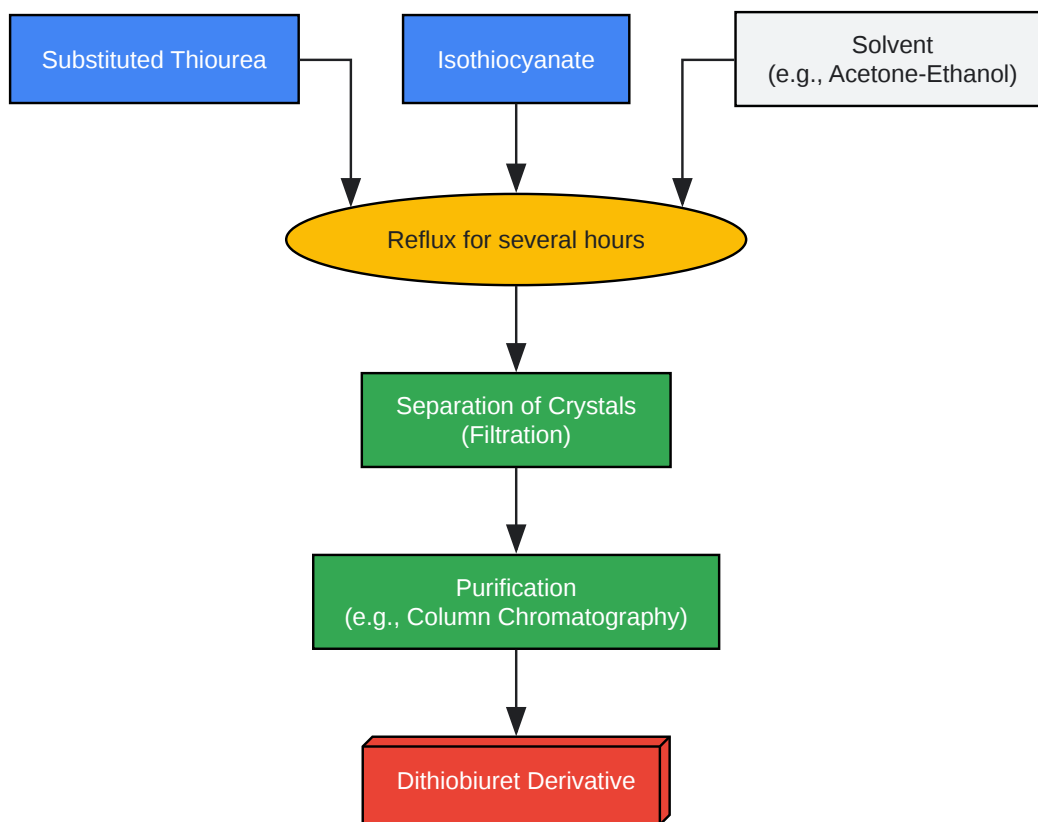 Substituted Thiourea
Isothiocyanate
Solvent
(e.g., Acetone-Ethanol)
Reflux for several hours
Separation of Crystals
(Filtration)
Purification
(e.g., Column Chromatography)
Dithiobiuret Derivative